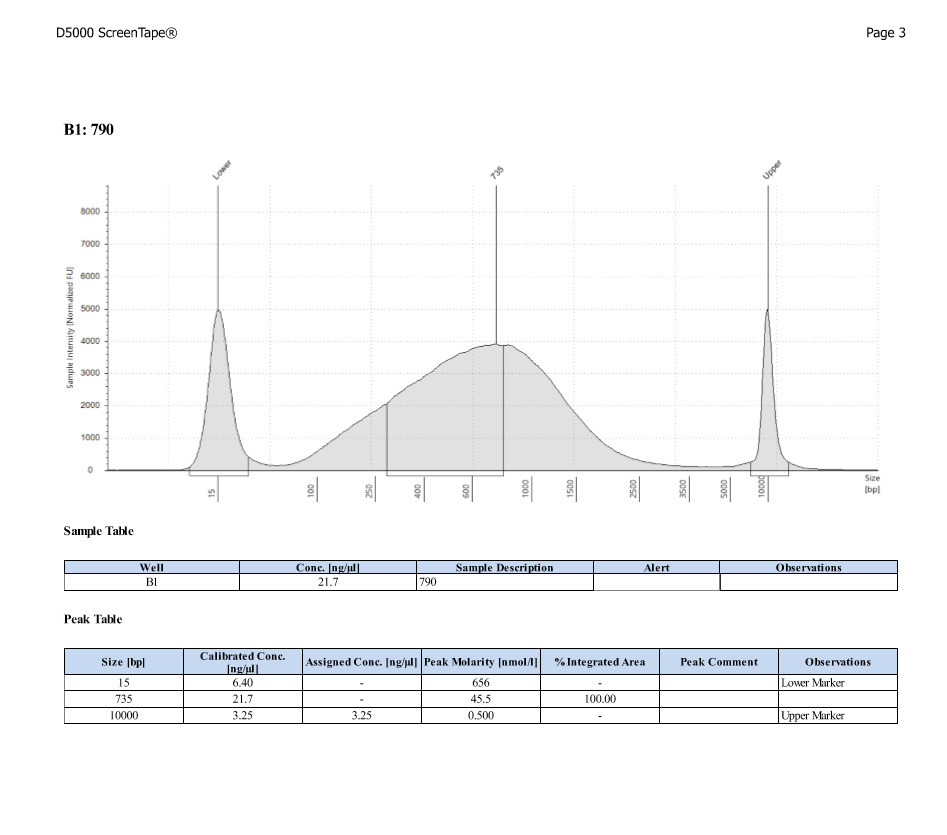 D5000 ScreenTape® Page 3
B1: 790
Lower 735 Upper
Sample Intensity [Normalized FU]
8000
7000
6000
5000
4000
3000
2000
1000
0
15 100 250 400 600 1000 1500 2500 3500 5000 10000 Size [bp]
Sample Table
Well Conc. [ng/µl] Sample Description Alert Observations
B1 21.7 790
Peak Table
Size [bp] Calibrated Conc. [ng/µl] Assigned Conc. [ng/µl] Peak Molarity [nmol/l] % Integrated Area Peak Comment Observations
15 6.40 - 656 - Lower Marker
735 21.7 - 45.5 100.00
10000 3.25 3.25 0.500 - Upper Marker